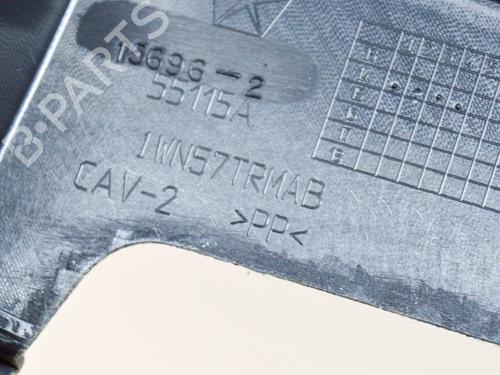 15696-2
55115A
1WN57TRMAB
CAV-2
>PP<
B-PARTS